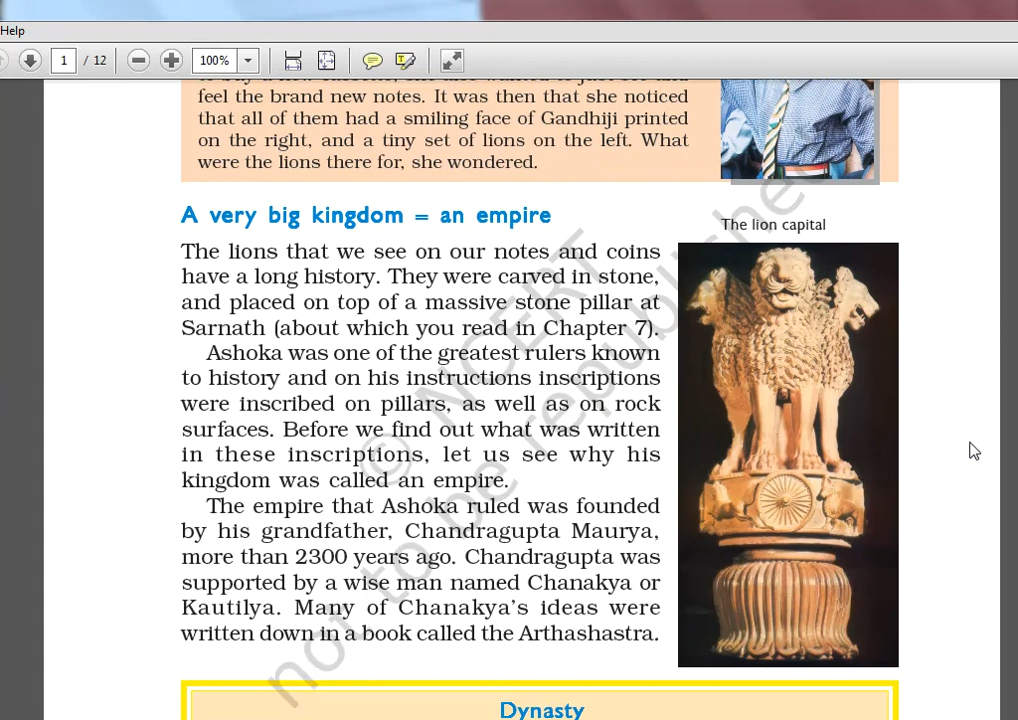 Help
1 / 12
100%
feel the brand new notes. It was then that she noticed
that all of them had a smiling face of Gandhiji printed
on the right, and a tiny set of lions on the left. What
were the lions there for, she wondered.
A very big kingdom = an empire
The lions that we see on our notes and coins
have a long history. They were carved in stone,
and placed on top of a massive stone pillar at
Sarnath (about which you read in Chapter 7).
Ashoka was one of the greatest rulers known
to history and on his instructions inscriptions
were inscribed on pillars, as well as on rock
surfaces. Before we find out what was written
in these inscriptions, let us see why his
kingdom was called an empire.
The empire that Ashoka ruled was founded
by his grandfather, Chandragupta Maurya,
more than 2300 years ago. Chandragupta was
supported by a wise man named Chanakya or
Kautilya. Many of Chanakya's ideas were
written down in a book called the Arthashastra.
The lion capital
© NCERT
not to be republished
Dynasty